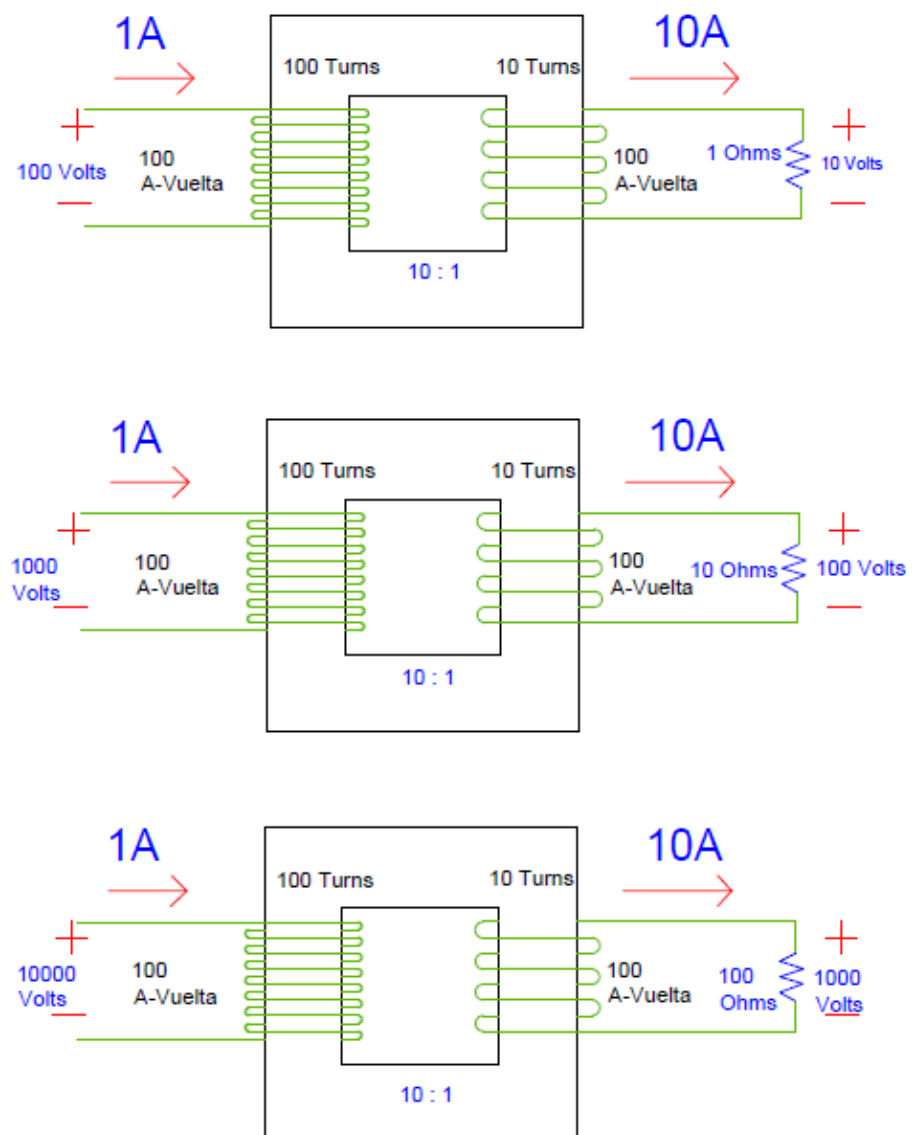 1A
10A
100 Turns
10 Turns
+
+
100 Volts
100
A-Vuelta
100
A-Vuelta
1 Ohms
10 Volts
10 : 1
1A
10A
100 Turns
10 Turns
+
+
1000
Volts
100
A-Vuelta
100
A-Vuelta
10 Ohms
100 Volts
10 : 1
1A
10A
100 Turns
10 Turns
+
+
10000
Volts
100
A-Vuelta
100
A-Vuelta
100
Ohms
1000
Volts
10 : 1